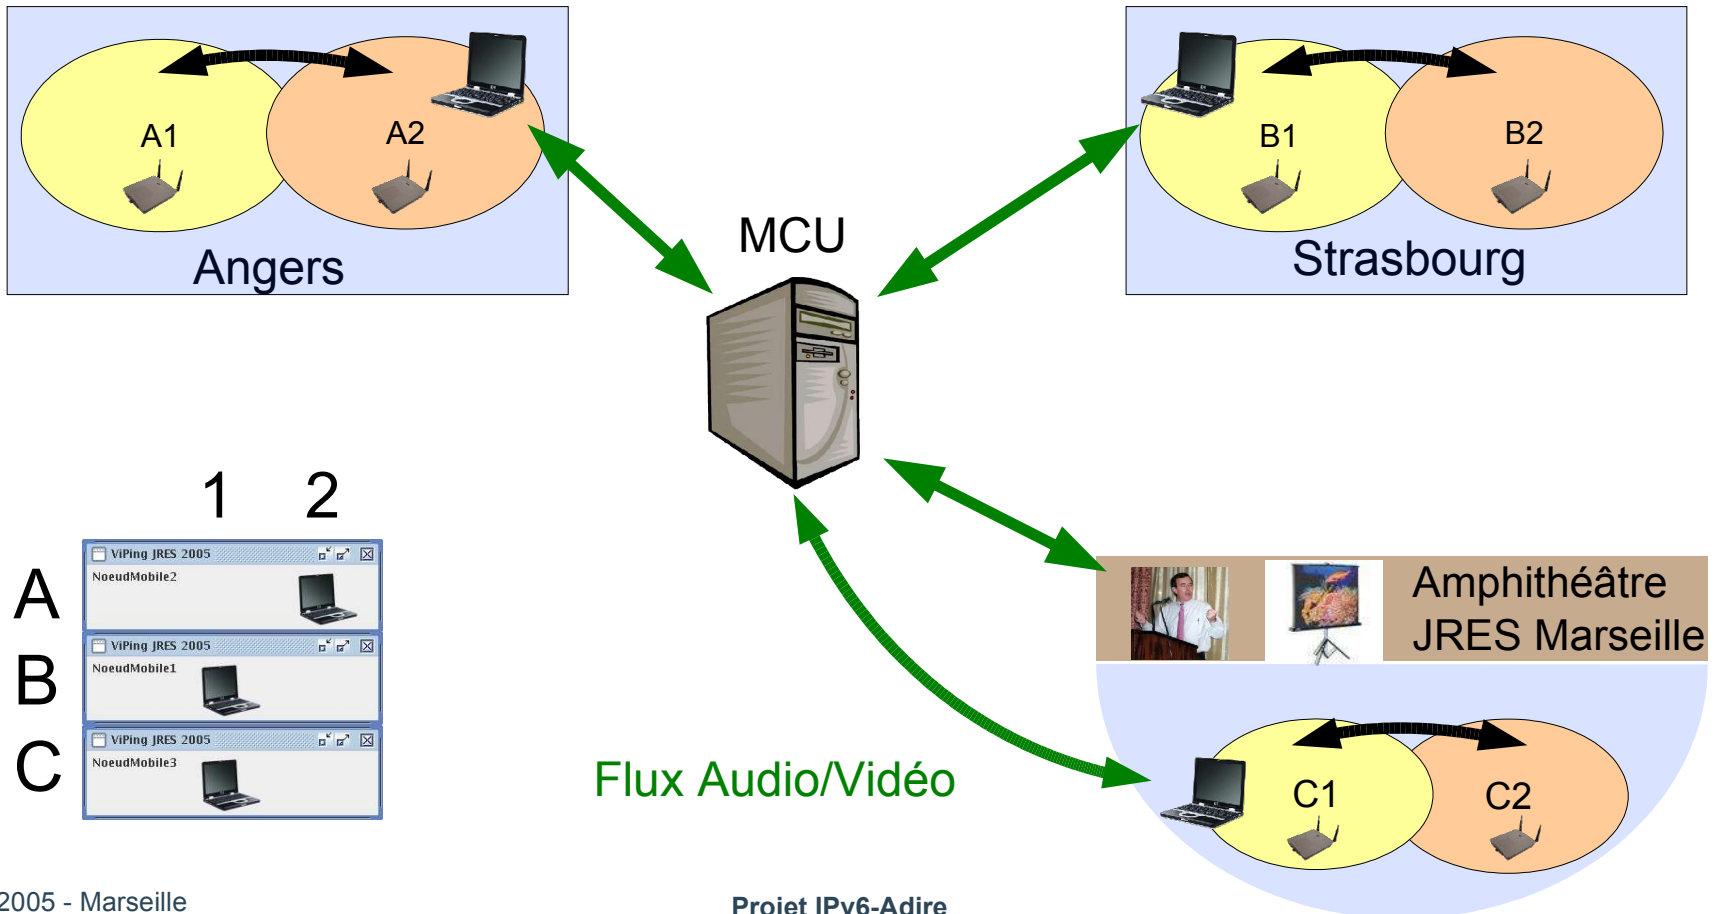 A1
A2
Angers
MCU
B1
B2
Strasbourg
1 2
A
ViPing JRES 2005
NoeudMobile2
B
ViPing JRES 2005
NoeudMobile1
C
ViPing JRES 2005
NoeudMobile3
Flux Audio/Vidéo
Amphithéâtre
JRES Marseille
C1
C2
2005 - Marseille
Projet IPv6-Adire